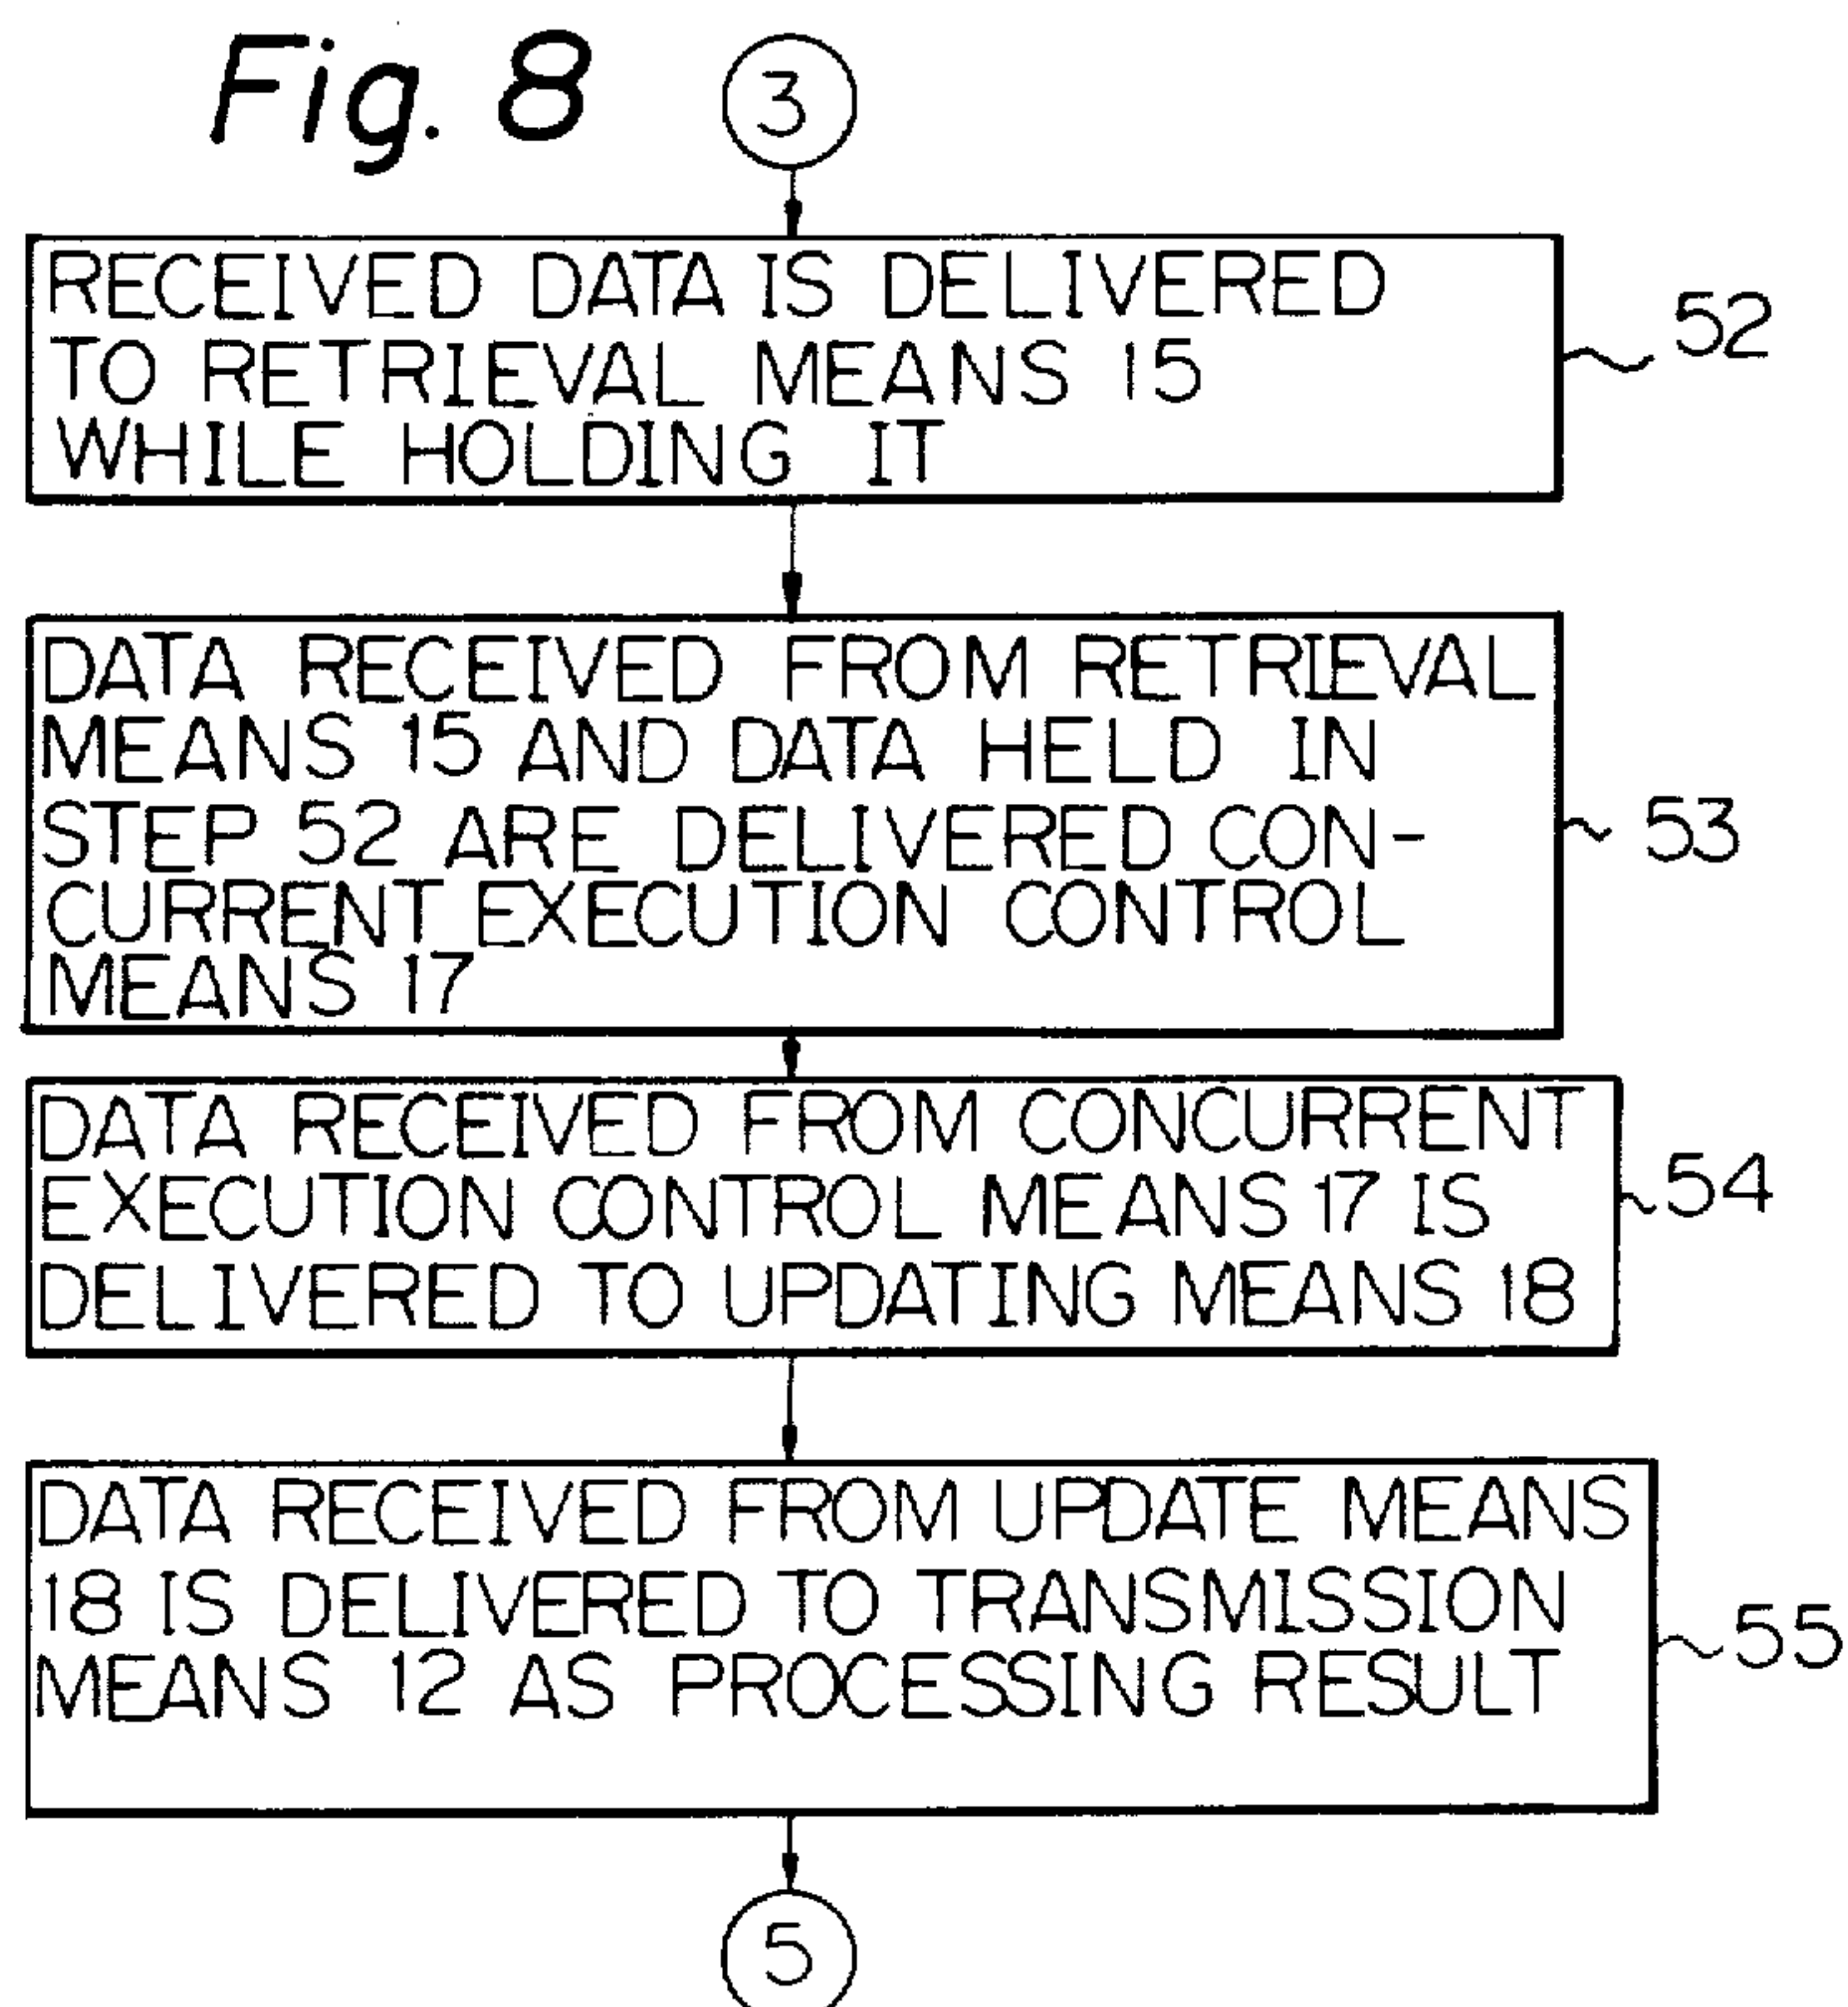 Fig. 8
3
RECEIVED DATA IS DELIVERED
TO RETRIEVAL MEANS 15
WHILE HOLDING IT
52
DATA RECEIVED FROM RETRIEVAL
MEANS 15 AND DATA HELD IN
STEP 52 ARE DELIVERED CON-
CURRENT EXECUTION CONTROL
MEANS 17
53
DATA RECEIVED FROM CONCURRENT
EXECUTION CONTROL MEANS 17 IS
DELIVERED TO UPDATING MEANS 18
54
DATA RECEIVED FROM UPDATE MEANS
18 IS DELIVERED TO TRANSMISSION
MEANS 12 AS PROCESSING RESULT
55
5